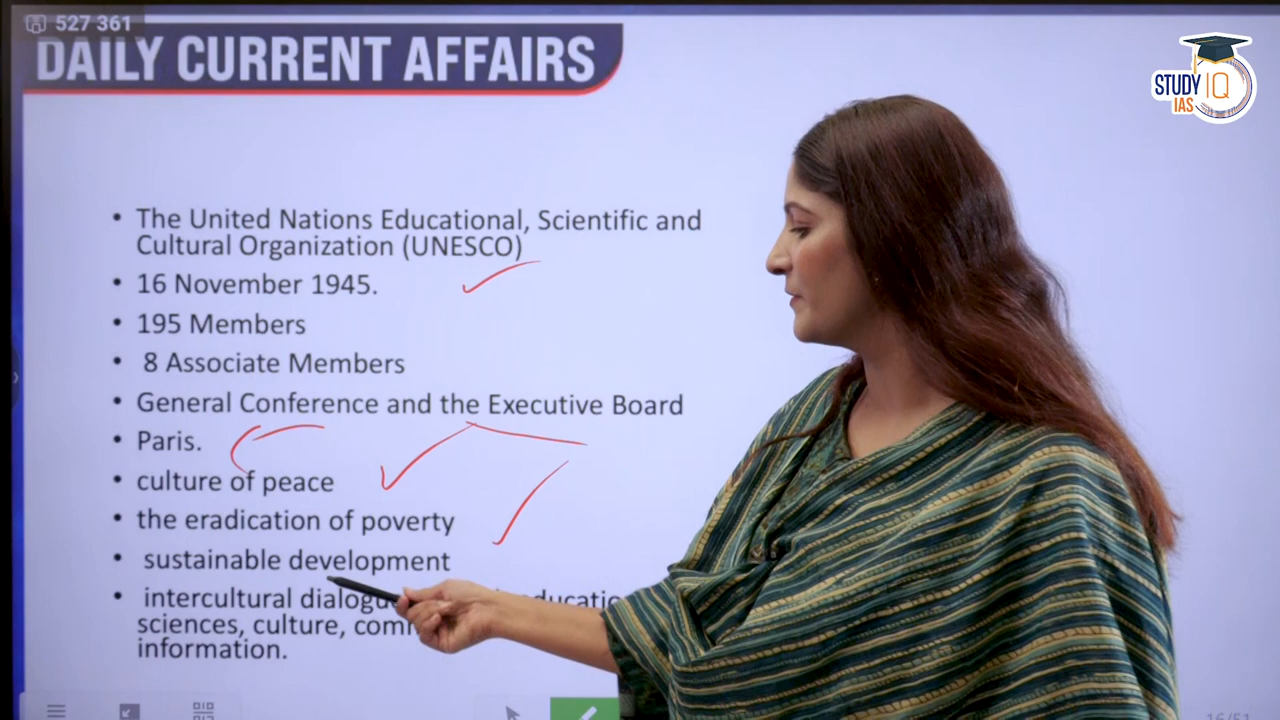 527 361
DAILY CURRENT AFFAIRS
STUDY IQ
IAS
• The United Nations Educational, Scientific and
Cultural Organization (UNESCO)
• 16 November 1945.
• 195 Members
• 8 Associate Members
• General Conference and the Executive Board
• Paris.
• culture of peace
• the eradication of poverty
• sustainable development
• intercultural
sciences, culture,
information.
16/51